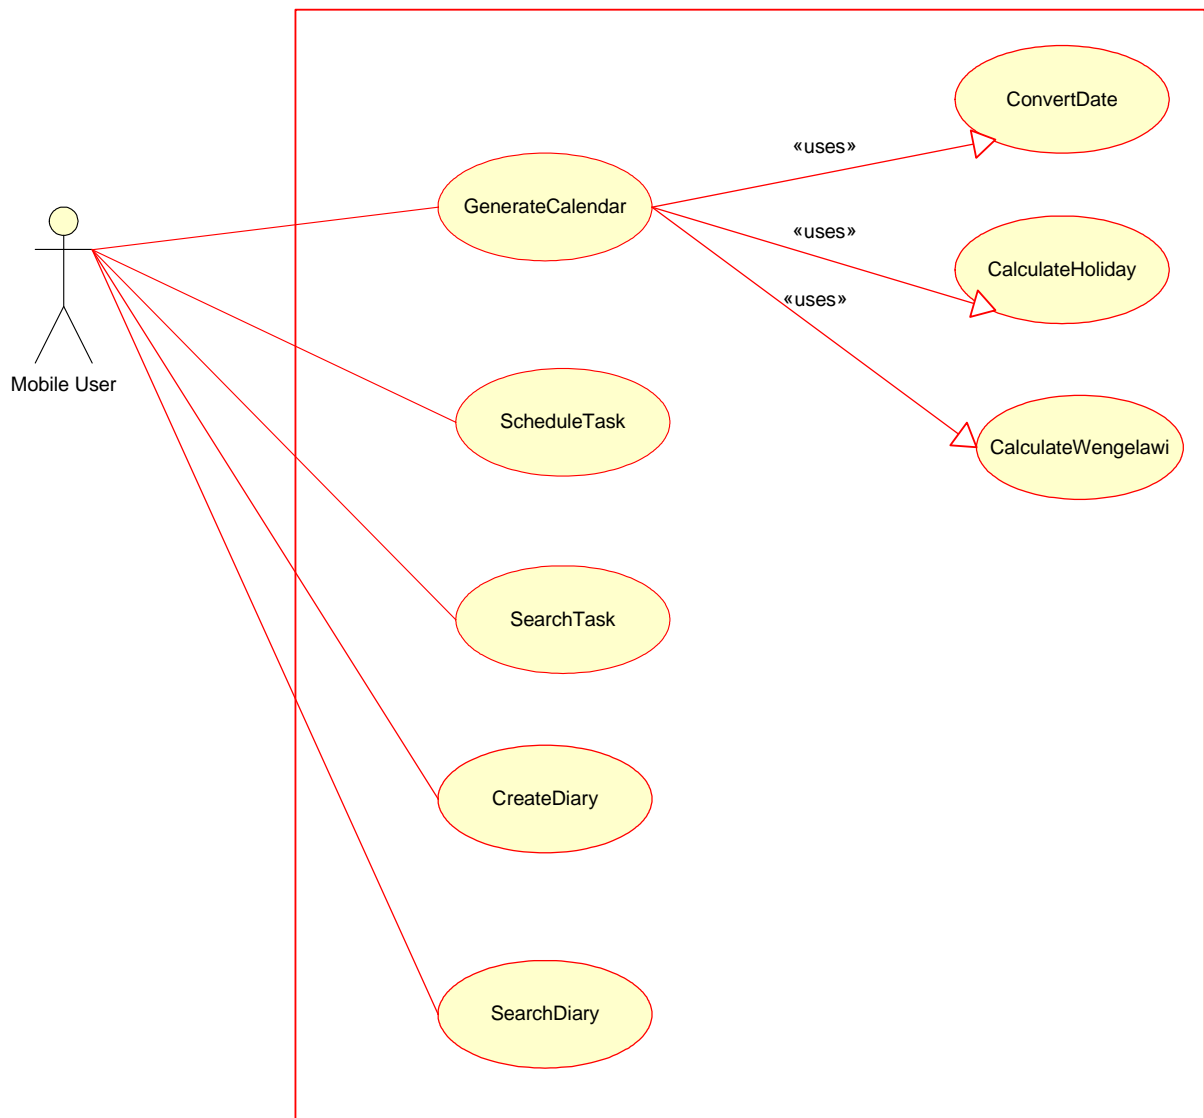 ConvertDate
«uses»
GenerateCalendar
«uses»
CalculateHoliday
«uses»
Mobile User
ScheduleTask
CalculateWengelawi
SearchTask
CreateDiary
SearchDiary